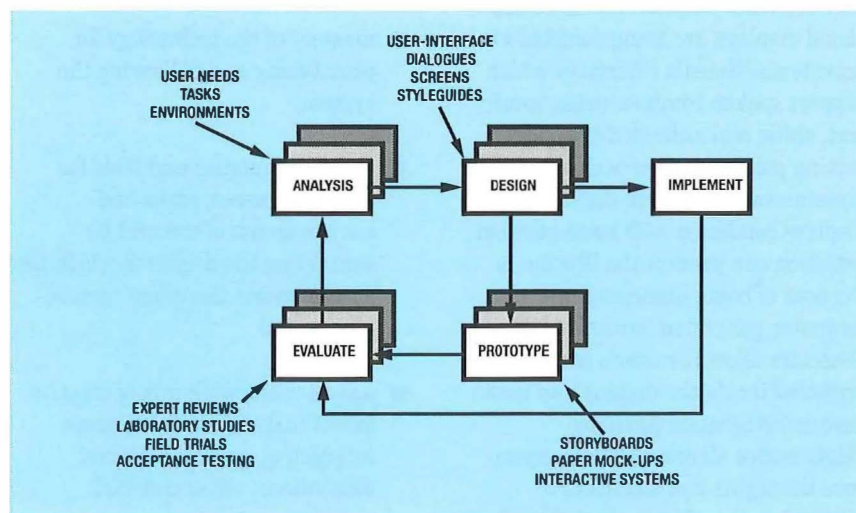 USER-INTERFACE
DIALOGUES
SCREENS
STYLEGUIDES
USER NEEDS
TASKS
ENVIRONMENTS
ANALYSIS
DESIGN
IMPLEMENT
EVALUATE
PROTOTYPE
EXPERT REVIEWS
LABORATORY STUDIES
FIELD TRIALS
ACCEPTANCE TESTING
STORYBOARDS
PAPER MOCK-UPS
INTERACTIVE SYSTEMS